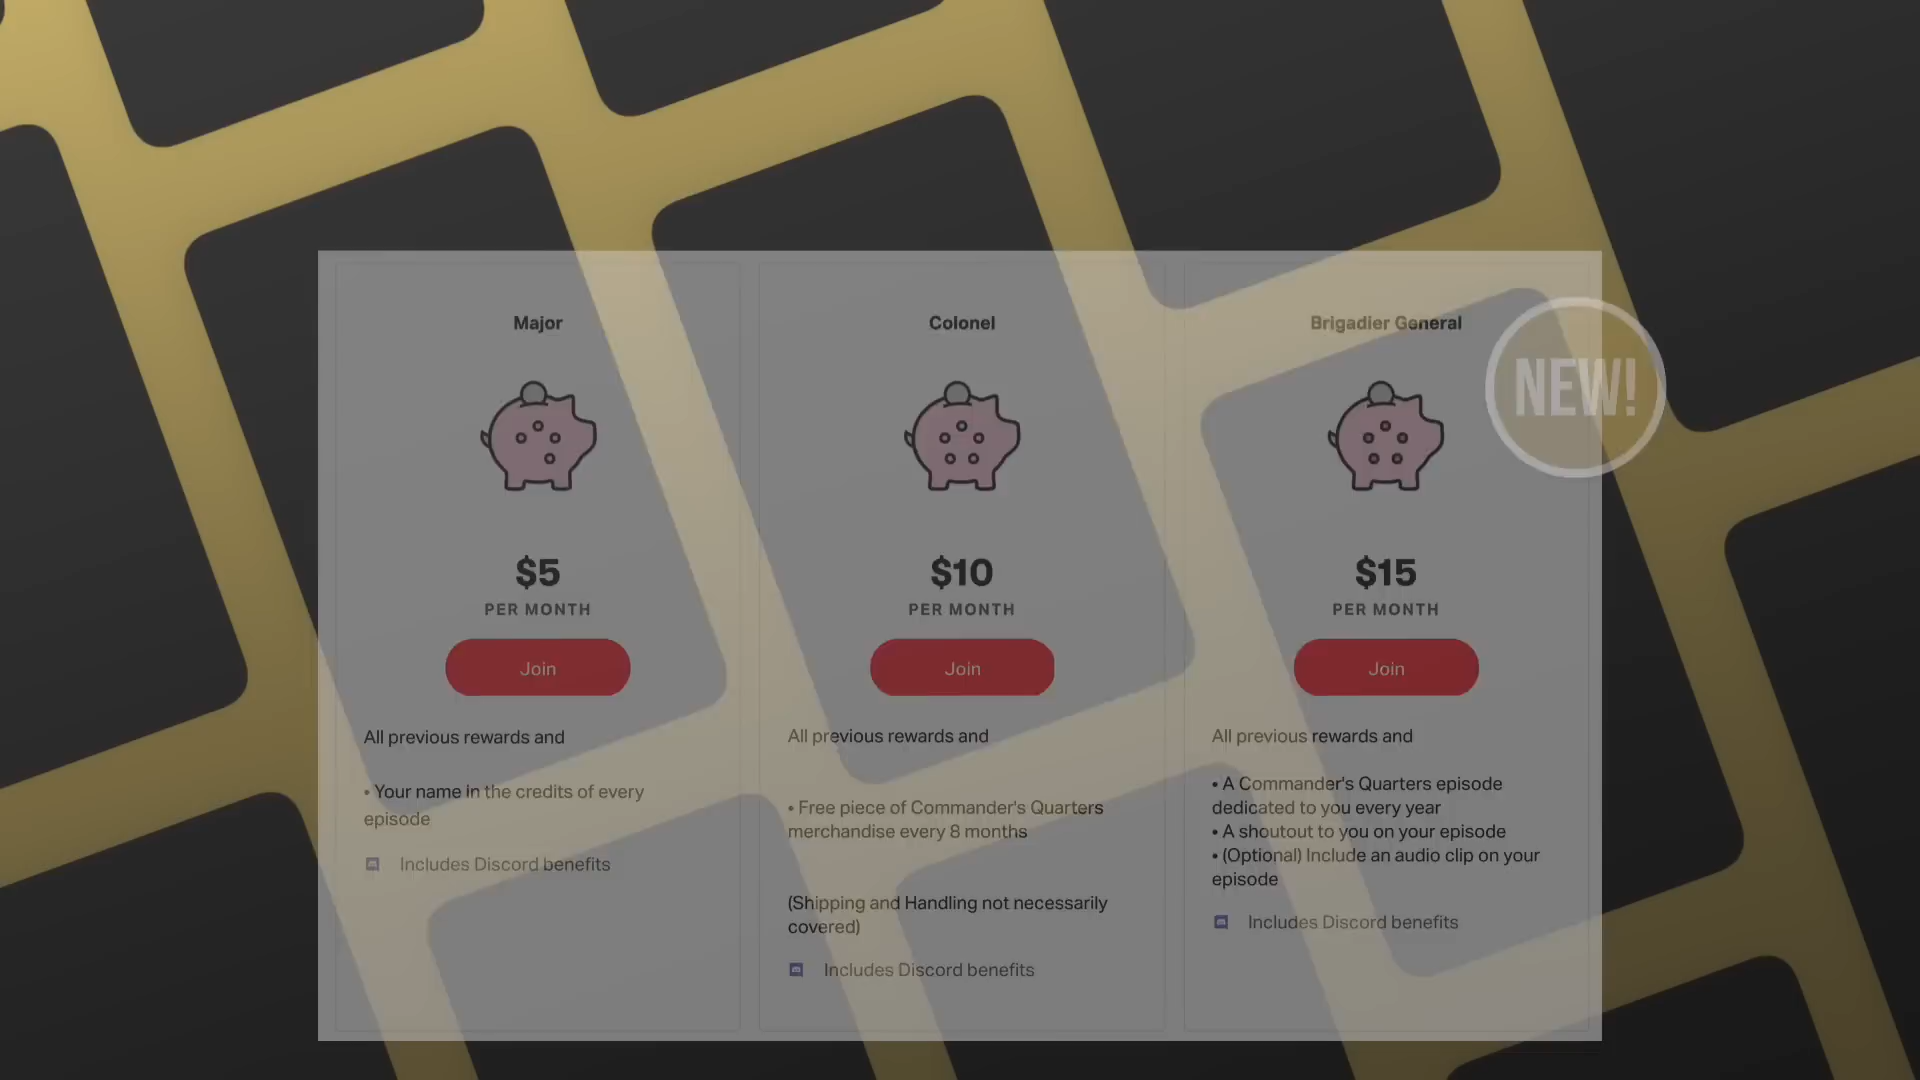 Major
$5
PER MONTH
Join
All previous rewards and
• Your name in the credits of every
episode
Includes Discord benefits
Colonel
$10
PER MONTH
Join
All previous rewards and
• Free piece of Commander's Quarters
merchandise every 8 months
(Shipping and Handling not necessarily
covered)
Includes Discord benefits
Brigadier General
NEW!
$15
PER MONTH
Join
All previous rewards and
• A Commander's Quarters episode
dedicated to you every year
• A shoutout to you on your episode
• (Optional) Include an audio clip on your
episode
Includes Discord benefits